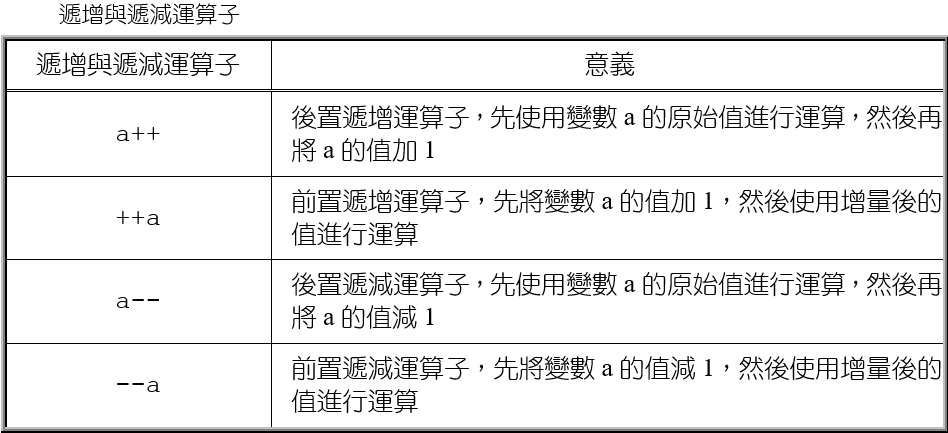 遞增與遞減運算子
遞增與遞減運算子
意義
a++
後置遞增運算子，先使用變數 a 的原始值進行運算，然後再
將 a 的值加 1
++a
前置遞增運算子，先將變數 a 的值加 1，然後使用增量後的
值進行運算
a--
後置遞減運算子，先使用變數 a 的原始值進行運算，然後再
將 a 的值減 1
--a
前置遞減運算子，先將變數 a 的值減 1，然後使用增量後的
值進行運算